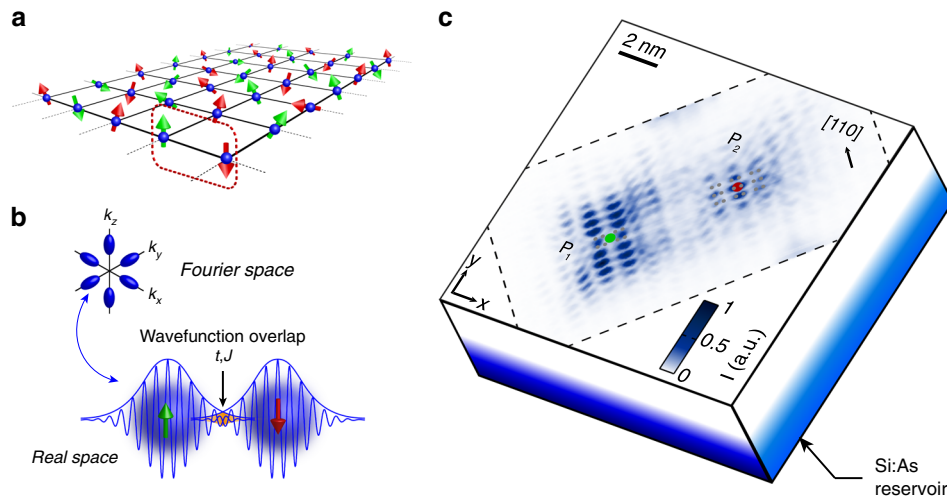 a
b
k_z
k_y
k_x
Fourier space
Wavefunction overlap
t,J
Real space
c
2 nm
P_2
[110]
P_1
y
x
1
0.5
0
I (a.u.)
Si:As
reservoir